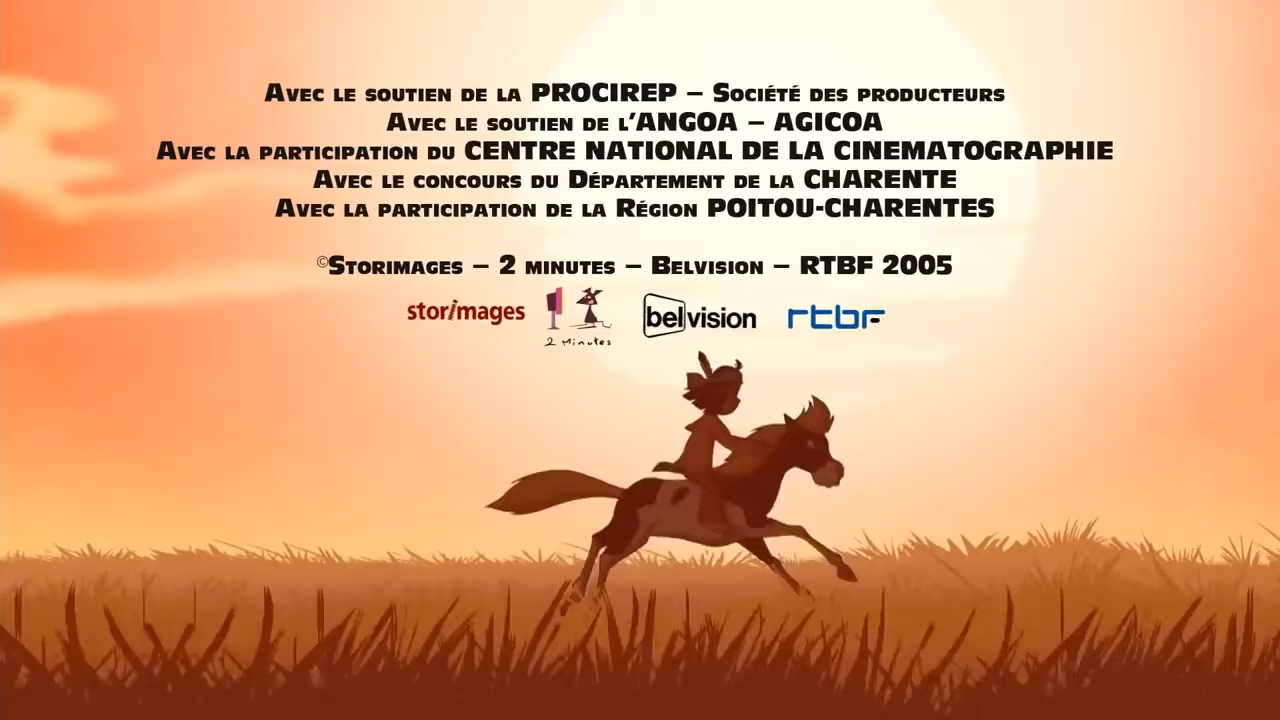 Avec le soutien de la PROCIREP – Société des producteurs
Avec le soutien de l'ANGOA – AGICOA
Avec la participation du CENTRE NATIONAL DE LA CINEMATOGRAPHIE
Avec le concours du Département de la CHARENTE
Avec la participation de la Région POITOU-CHARENTES
©Storimages – 2 minutes – Belvision – RTBF 2005
storimages belvision rtbf
2 Minutes